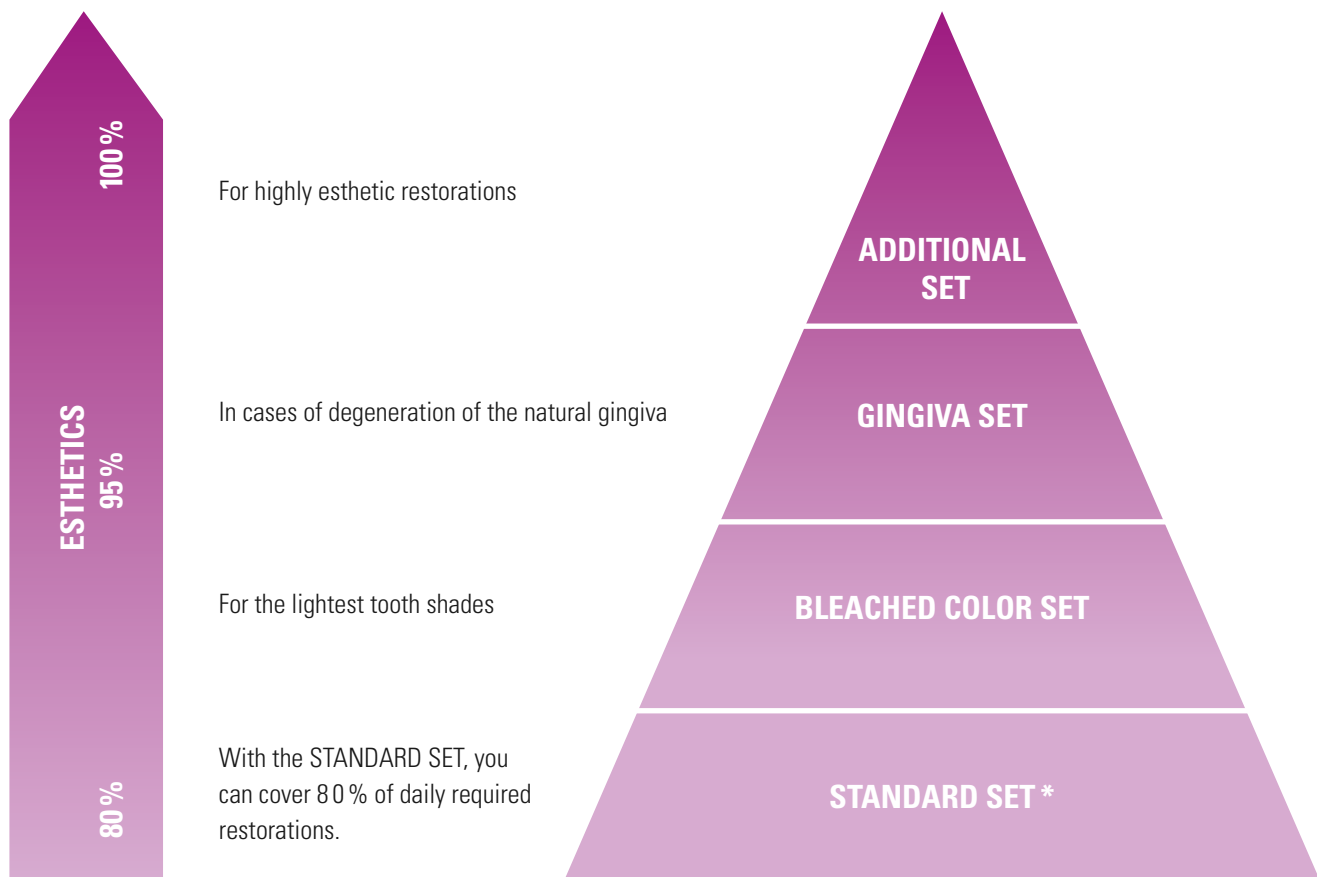 100 %
For highly esthetic restorations
ADDITIONAL
SET
ESTHETICS
95 %
In cases of degeneration of the natural gingiva
GINGIVA SET
For the lightest tooth shades
BLEACHED COLOR SET
80 %
With the STANDARD SET, you
can cover 80 % of daily required
restorations.
STANDARD SET *